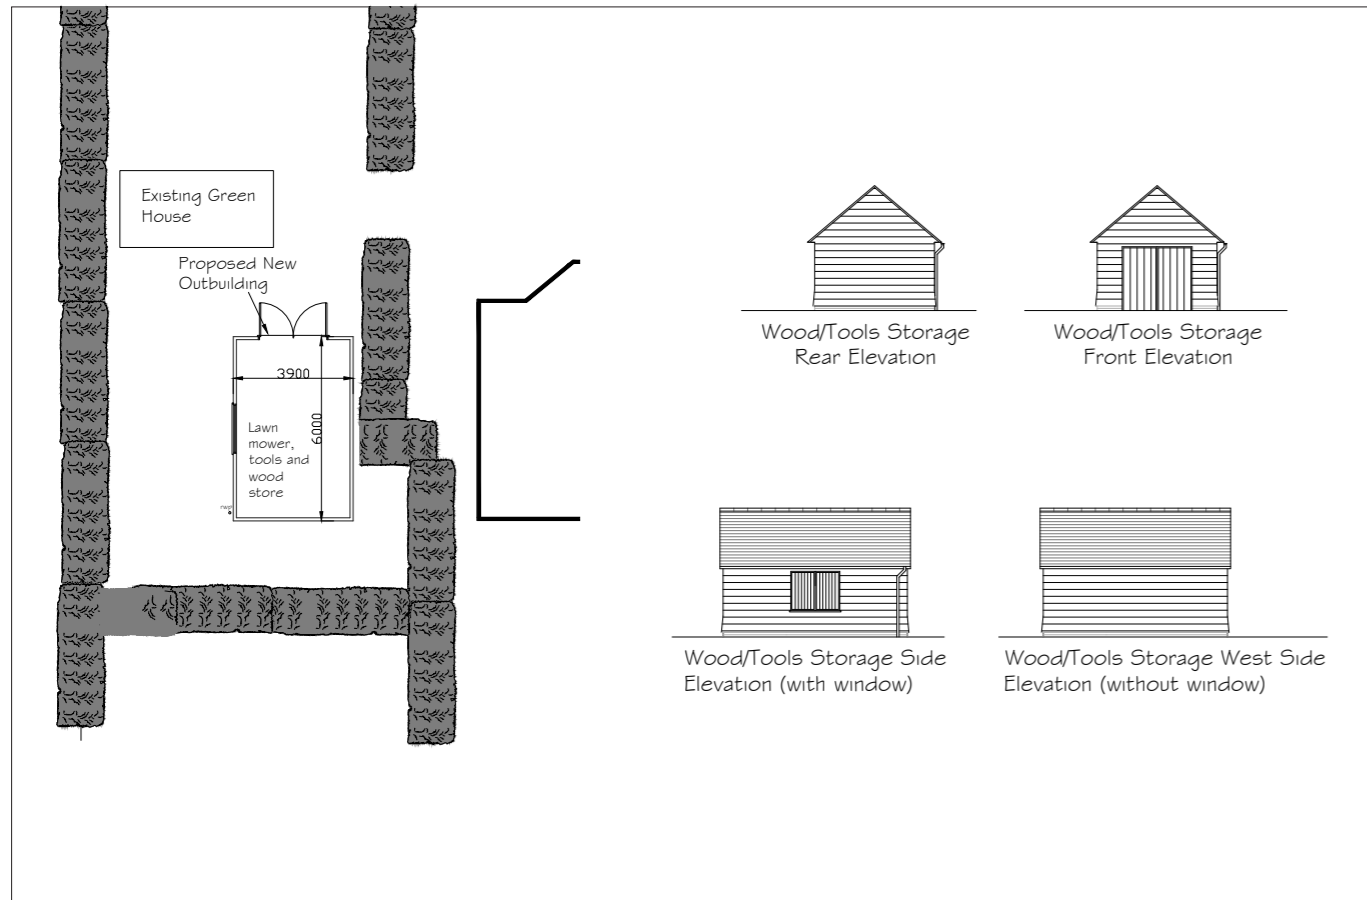 Existing Green
House
Proposed New
Outbuilding
3900
6000
Lawn
mower,
tools and
wood
store
rwp
Wood/Tools Storage
Rear Elevation
Wood/Tools Storage
Front Elevation
Wood/Tools Storage Side
Elevation (with window)
Wood/Tools Storage West Side
Elevation (without window)